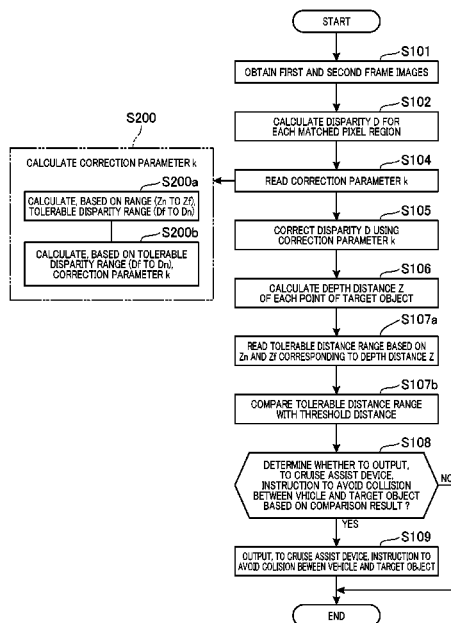 START
S101
OBTAIN FIRST AND SECOND FRAME IMAGES
S102
CALCULATE DISPARITY D FOR
EACH MATCHED PIXEL REGION
S104
READ CORRECTION PARAMETER k
S200
CALCULATE CORRECTION PARAMETER k
S200a
CALCULATE, BASED ON RANGE (Zn TO Zf),
TOLERABLE DISPARITY RANGE (Df TO Dn)
S200b
CALCULATE, BASED ON TOLERABLE
DISPARITY RANGE (Df TO Dn),
CORRECTION PARAMETER k
S105
CORRECT DISPARITY D USING
CORRECTION PARAMETER k
S106
CALCULATE DEPTH DISTANCE Z
OF EACH POINT OF TARGET OBJECT
S107a
READ TOLERABLE DISTANCE RANGE BASED ON
Zn AND Zf CORRESPONDING TO DEPTH DISTANCE Z
S107b
COMPARE TOLERABLE DISTANCE RANGE
WITH THRESHOLD DISTANCE
S108
DETERMINE WHETHER TO OUTPUT,
TO CRUISE ASSIST DEVICE,
INSTRUCTION TO AVOID COLLISION
BETWEEN VEHICLE AND TARGET OBJECT
BASED ON COMPARISON RESULT ?
NO
YES
S109
OUTPUT, TO CRUISE ASSIST DEVICE, INSTRUCTION TO
AVOID COLISION BEWEEN VEHICLE AND TARGET OBJECT
END